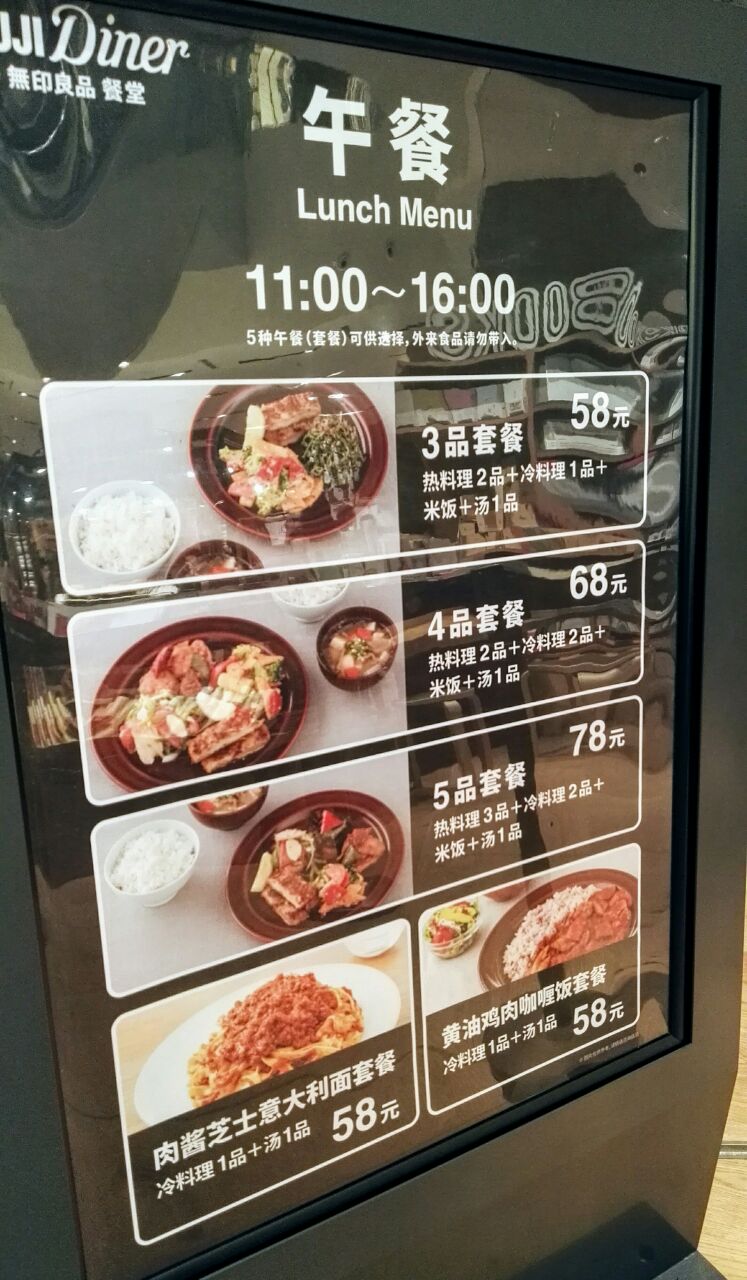 UJI Diner
無印良品 餐堂
午餐
Lunch Menu
11:00～16:00
5种午餐(套餐)可供选择,外来食品请勿带入。
58元
3品套餐
热料理2品+冷料理1品+
米饭+汤1品
68元
4品套餐
热料理2品+冷料理2品+
米饭+汤1品
78元
5品套餐
热料理3品+冷料理2品+
米饭+汤1品
黄油鸡肉咖喱饭套餐
冷料理1品+汤1品
58元
肉酱芝士意大利面套餐
冷料理1品+汤1品
58元